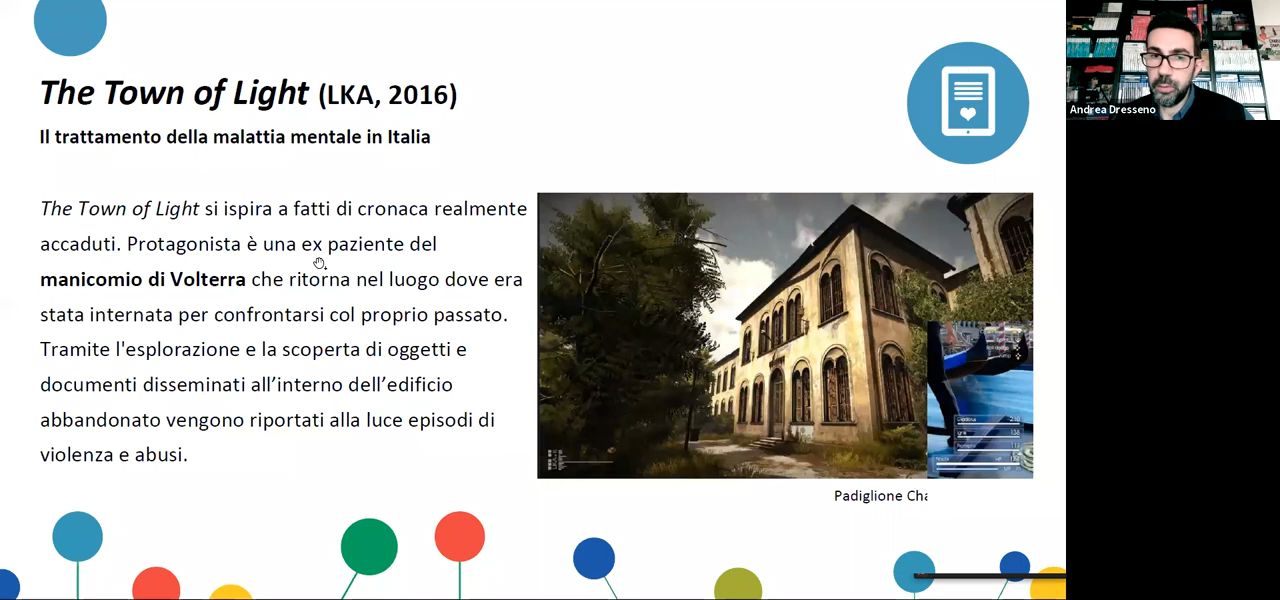 The Town of Light (LKA, 2016)
Il trattamento della malattia mentale in Italia
The Town of Light si ispira a fatti di cronaca realmente
accaduti. Protagonista è una ex paziente del
manicomio di Volterra che ritorna nel luogo dove era
stata internata per confrontarsi col proprio passato.
Tramite l'esplorazione e la scoperta di oggetti e
documenti disseminati all’interno dell’edificio
abbandonato vengono riportati alla luce episodi di
violenza e abusi.
Padiglione Cha
Andrea Dresseno